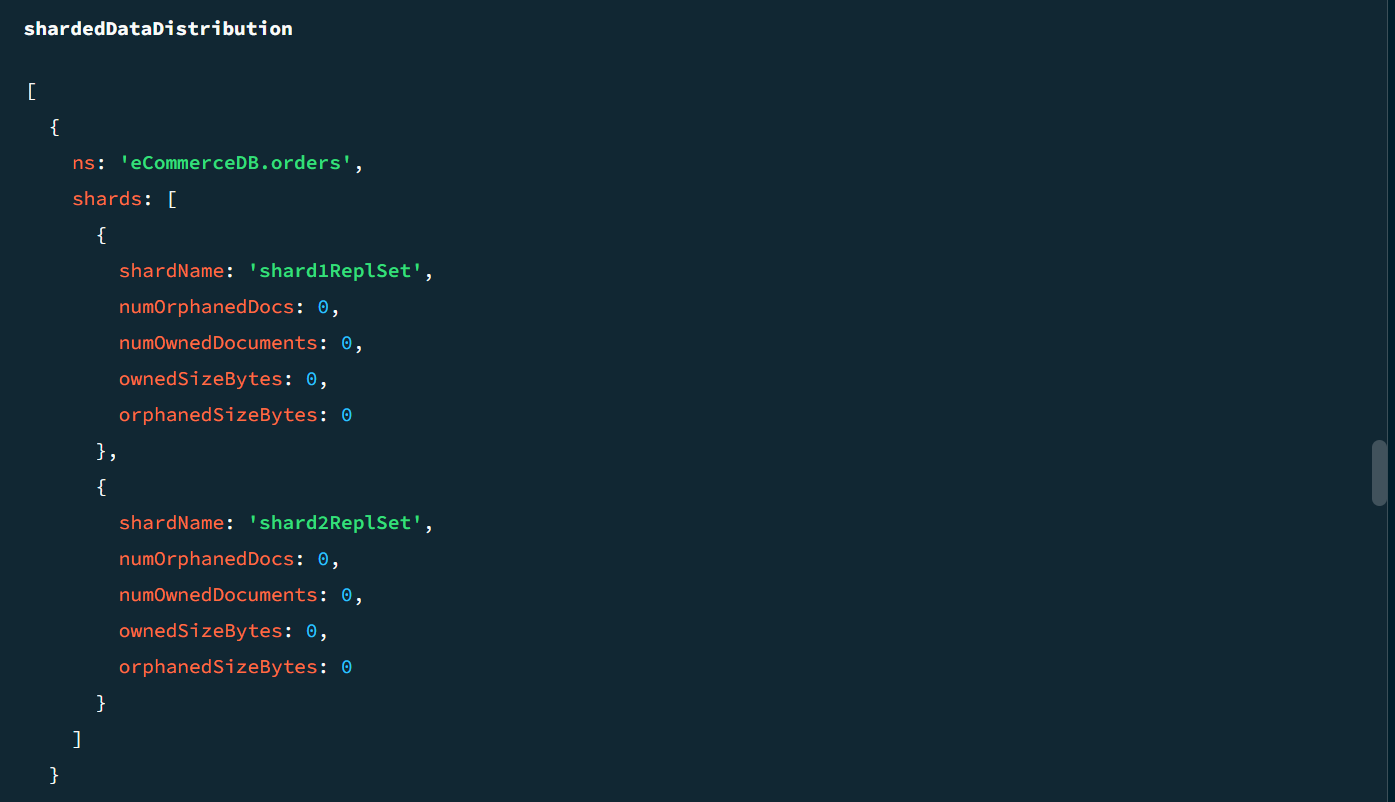 shardedDataDistribution
[
  {
    ns: 'eCommerceDB.orders',
    shards: [
      {
        shardName: 'shard1ReplSet',
        numOrphanedDocs: 0,
        numOwnedDocuments: 0,
        ownedSizeBytes: 0,
        orphanedSizeBytes: 0
      },
      {
        shardName: 'shard2ReplSet',
        numOrphanedDocs: 0,
        numOwnedDocuments: 0,
        ownedSizeBytes: 0,
        orphanedSizeBytes: 0
      }
    ]
  }